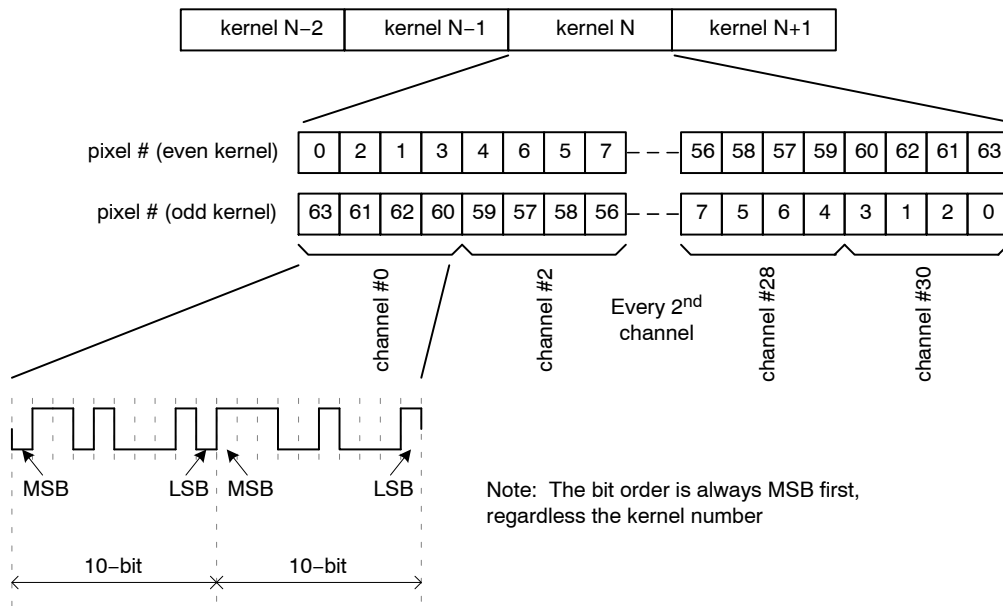 kernel N−2 kernel N−1 kernel N kernel N+1
pixel # (even kernel) 0 2 1 3 4 6 5 7 56 58 57 59 60 62 61 63
pixel # (odd kernel) 63 61 62 60 59 57 58 56 7 5 6 4 3 1 2 0
channel #0
channel #2
Every 2nd
channel
channel #28
channel #30
MSB LSB MSB LSB
Note: The bit order is always MSB first,
regardless the kernel number
10−bit 10−bit